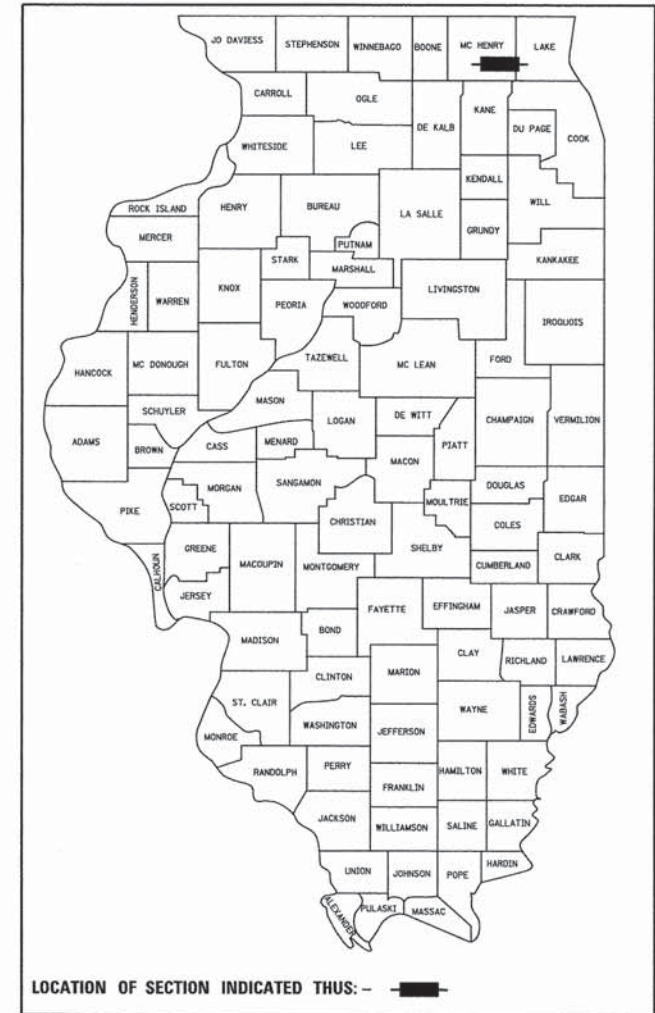 JO DAVIESS STEPHENSON WINNEBAGO BOONE MC HENRY LAKE
CARROLL OGLE DE KALB KANE DU PAGE COOK
WHITESIDE LEE KENDALL WILL
ROCK ISLAND HENRY BUREAU LA SALLE GRUNDY
MERCER STARK PUTNAM MARSHALL KANKAKEE
HENDERSON WARREN KNOX PEORIA WOODFORD LIVINGSTON IROQUOIS
HANCOCK MC DONOUGH FULTON TAZEWELL MC LEAN FORD
SCHUYLER MASON LOGAN DE WITT CHAMPAIGN VERMILION
ADAMS BROWN CASS MENARD MACON PIATT
PIKE SCOTT MORGAN SANGAMON CHRISTIAN MOULTRIE DOUGLAS EDGAR
COLES
CALHOUN GREENE MACOUPIN MONTGOMERY SHELBY CUMBERLAND CLARK
JERSEY FAYETTE EFFINGHAM JASPER CRAWFORD
MADISON BOND CLAY RICHLAND LAWRENCE
CLINTON MARION
ST. CLAIR WAYNE EDWARDS WABASH
MONROE WASHINGTON JEFFERSON
RANDOLPH PERRY FRANKLIN HAMILTON WHITE
JACKSON WILLIAMSON SALINE GALLATIN
UNION JOHNSON POPE HARDIN
ALEXANDER PULASKI MASSAC
LOCATION OF SECTION INDICATED THUS: –